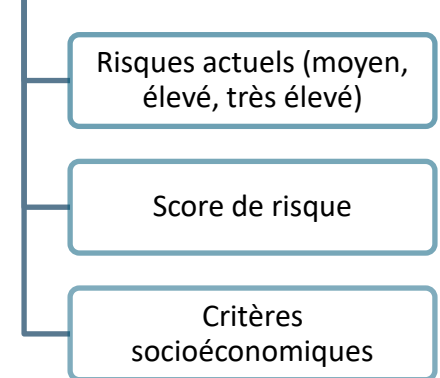 Risques actuels (moyen,
élevé, très élevé)
Score de risque
Critères
socioéconomiques